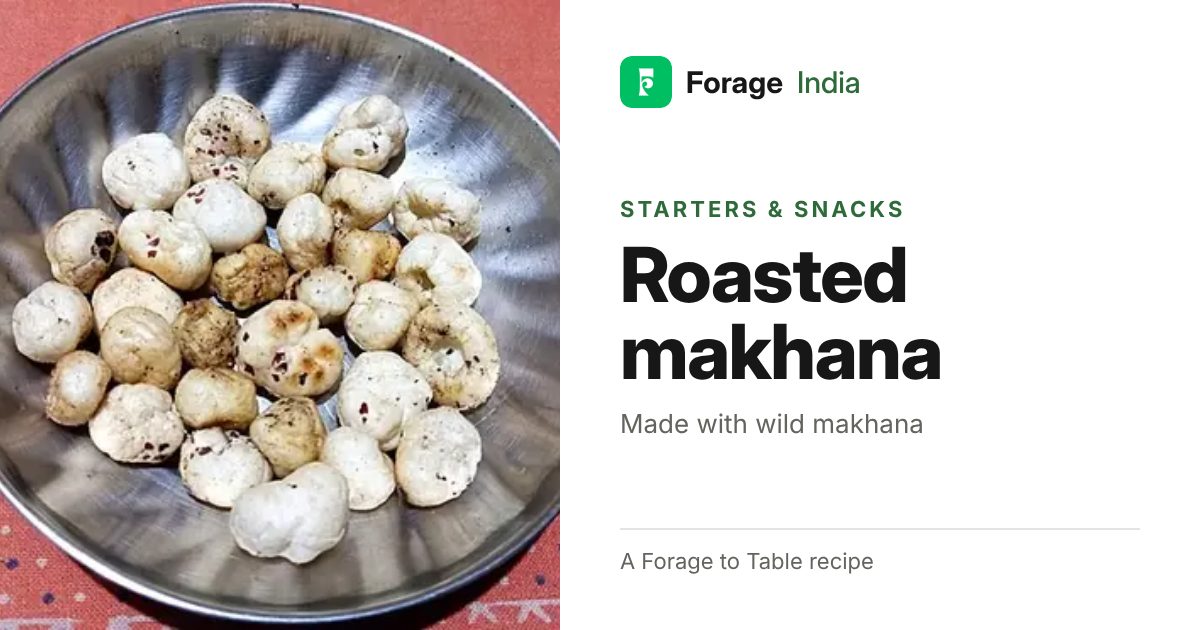 Forage India
STARTERS & SNACKS
Roasted
makhana
Made with wild makhana
A Forage to Table recipe